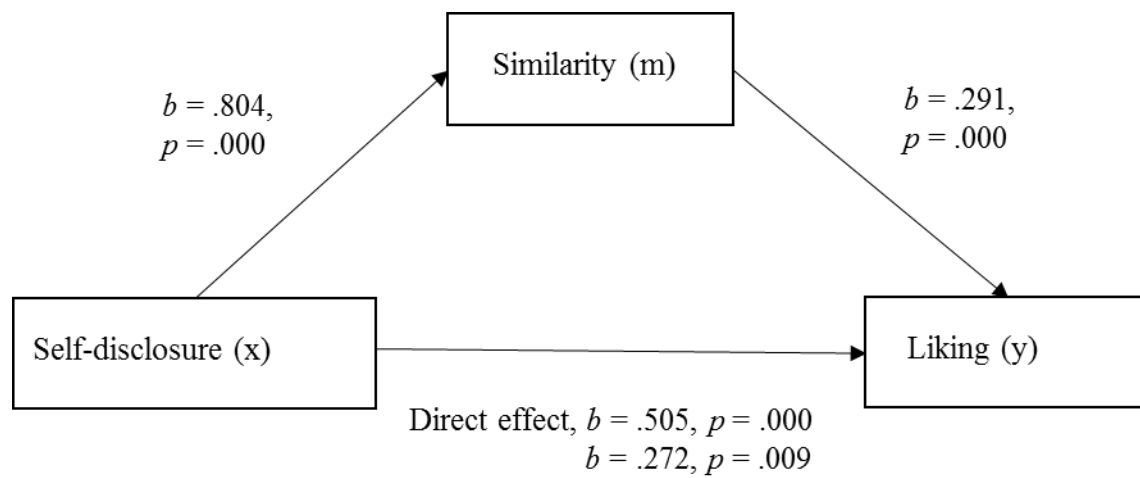 Similarity (m)
b = .804,
p = .000
b = .291,
p = .000
Self-disclosure (x)
Liking (y)
Direct effect, b = .505, p = .000
b = .272, p = .009